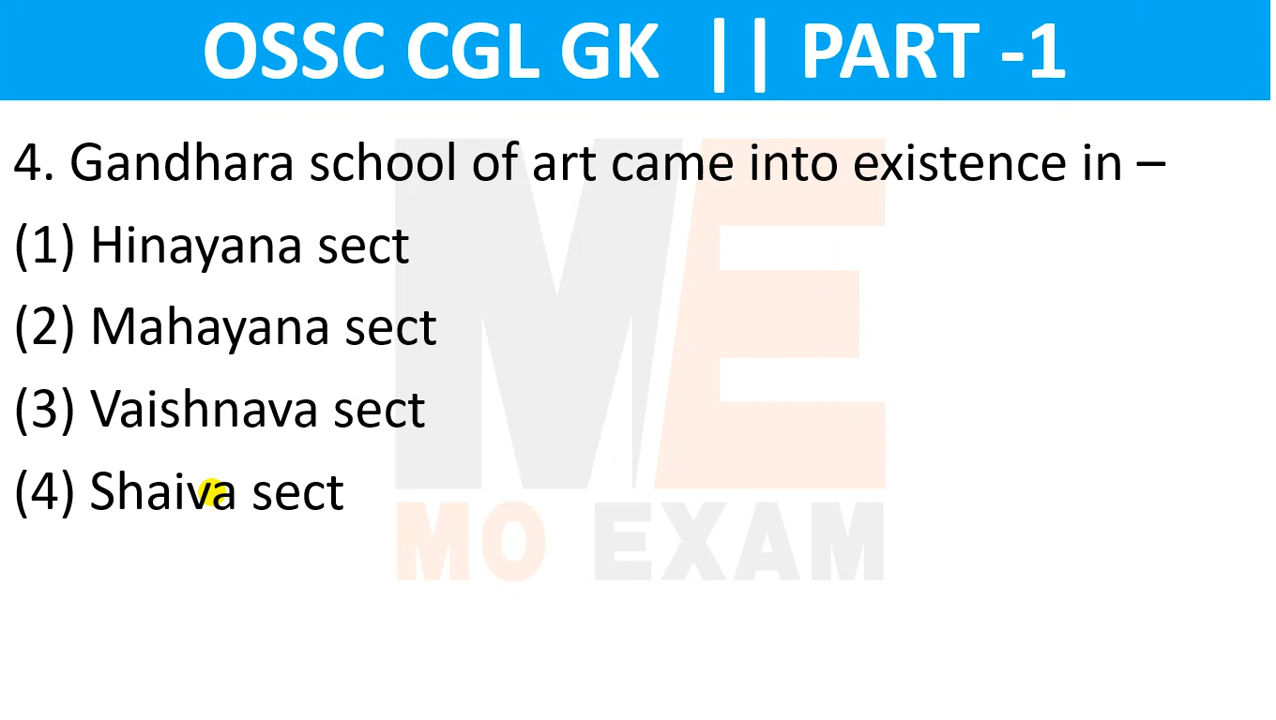 OSSC CGL GK || PART -1
4. Gandhara school of art came into existence in –
(1) Hinayana sect
(2) Mahayana sect
(3) Vaishnava sect
(4) Shaiva sect
ME
MO EXAM